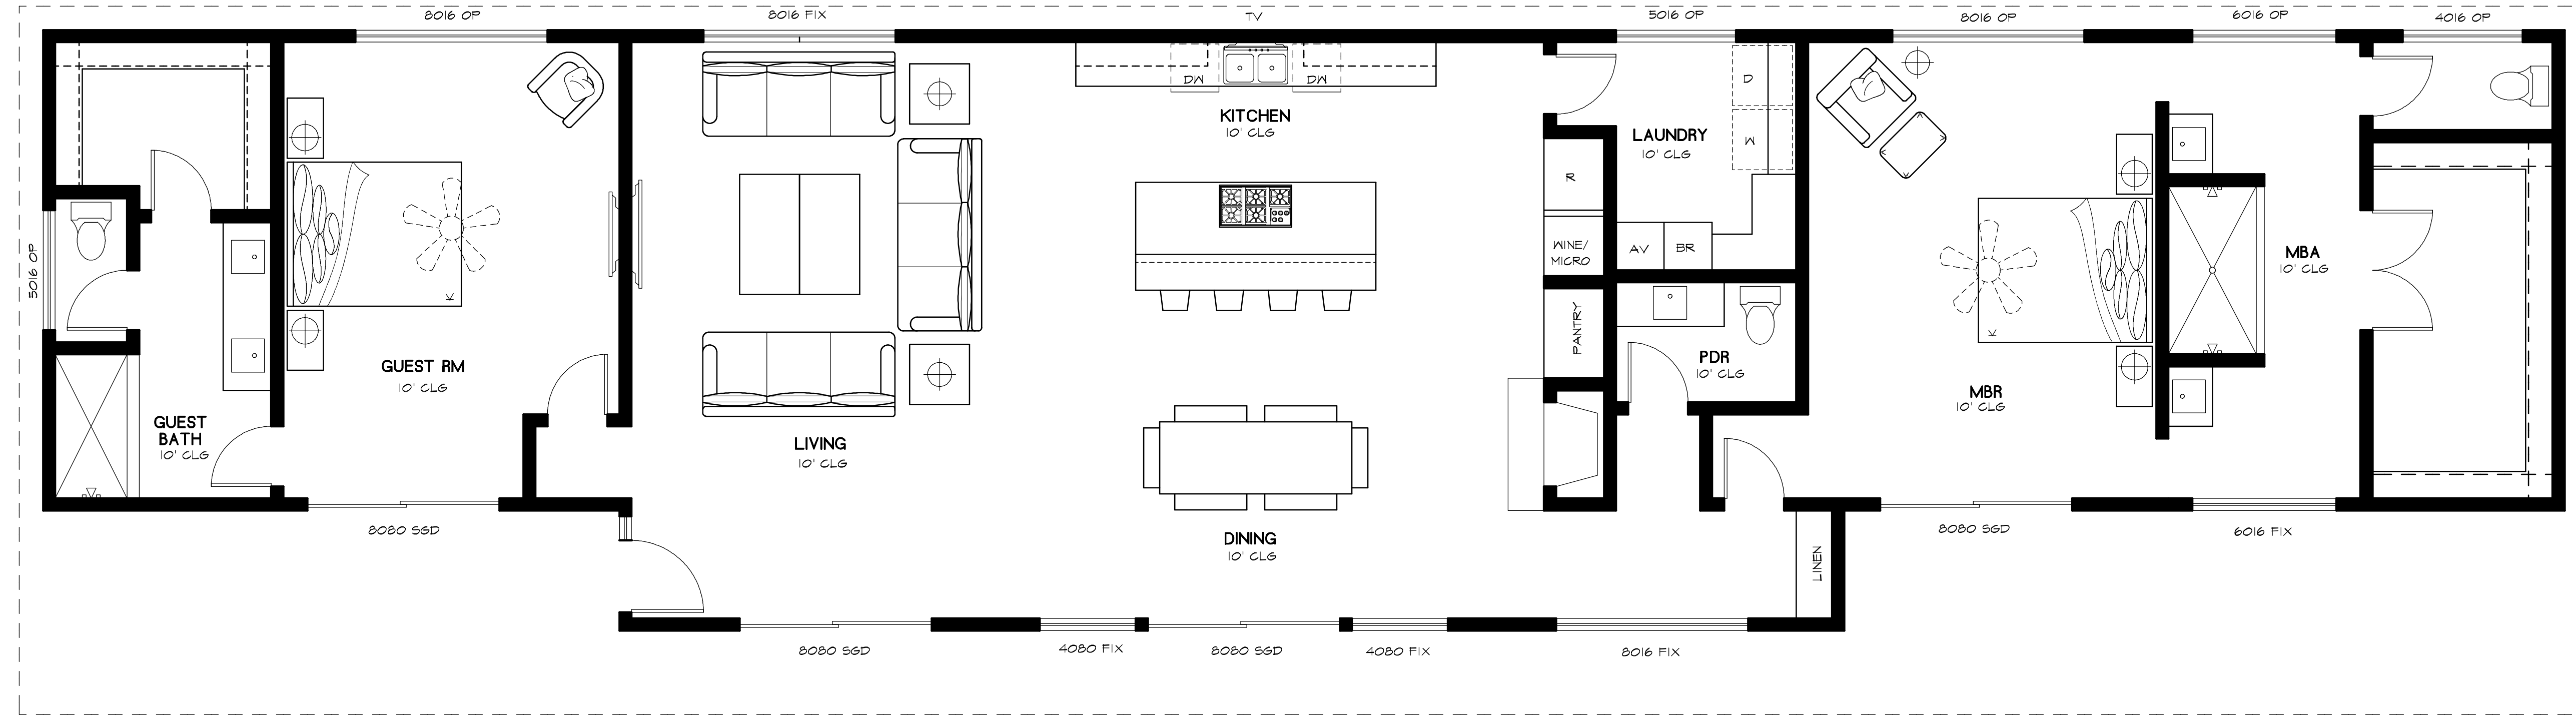 8016 OP
8016 FIX
TV
5016 OP
8016 OP
6016 OP
4016 OP
DW
DW
KITCHEN
10' CLG
D
W
LAUNDRY
10' CLG
R
WINE/
MICRO
AV
BR
5016 OP
K
GUEST RM
10' CLG
GUEST
BATH
10' CLG
LIVING
10' CLG
PANTRY
PDR
10' CLG
K
MBR
10' CLG
MBA
10' CLG
DINING
10' CLG
LINEN
8080 SGD
8080 SGD
6016 FIX
8080 SGD
4080 FIX
8080 SGD
4080 FIX
8016 FIX